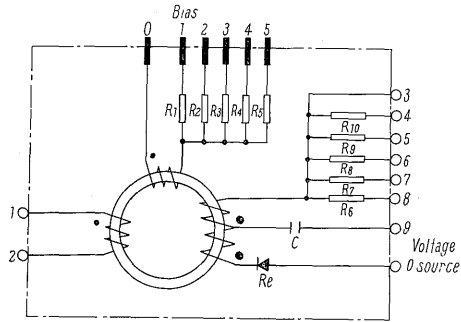 Bias
0 1 2 3 4 5
R1 R2 R3 R4 R5
3
4
R10
5
R9
6
R8
7
R7
8
R6
1
9
C
Voltage
2
0 source
Re